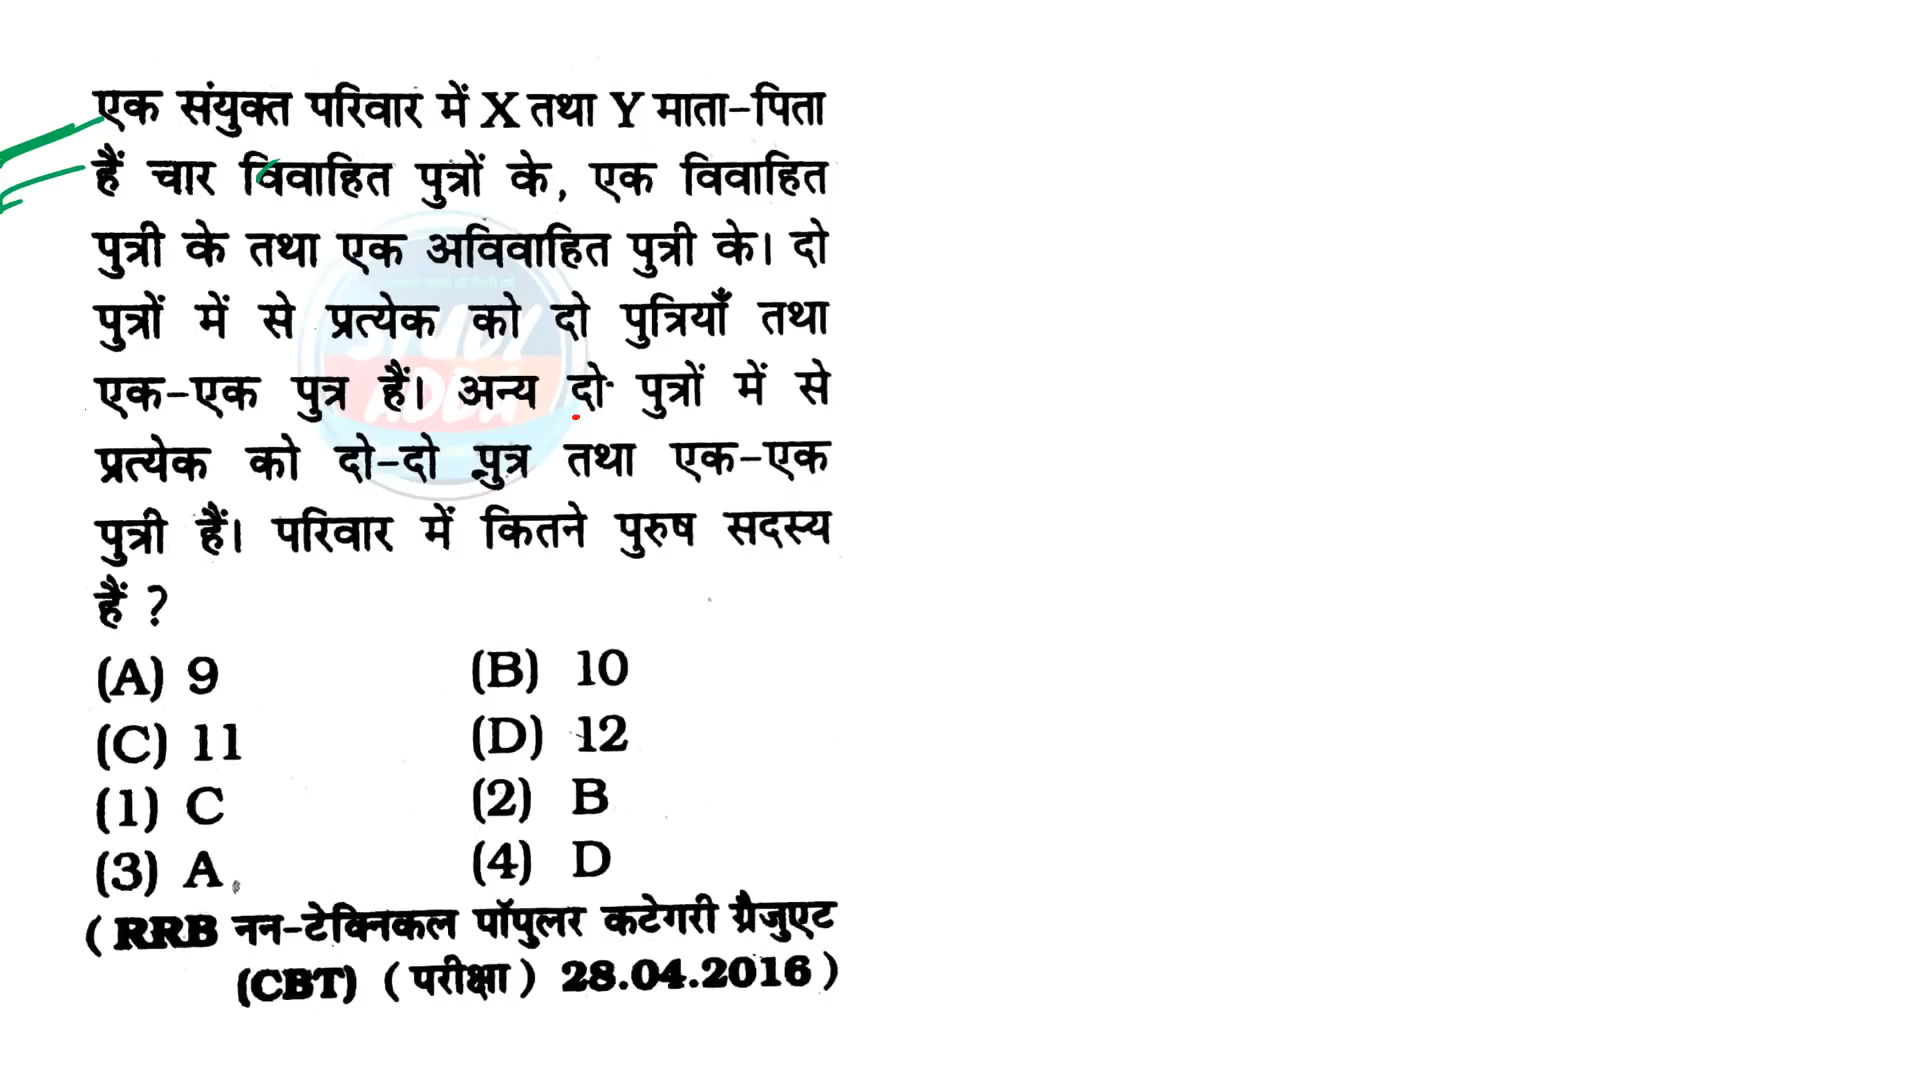 एक संयुक्त परिवार में X तथा Y माता-पिता
हैं चार विवाहित पुत्रों के, एक विवाहित
पुत्री के तथा एक अविवाहित पुत्री के। दो
पुत्रों में से प्रत्येक को दो पुत्रियाँ तथा
एक-एक पुत्र हैं। अन्य दो पुत्रों में से
प्रत्येक को दो-दो पुत्र तथा एक-एक
पुत्री हैं। परिवार में कितने पुरुष सदस्य
हैं ?
(A) 9 (B) 10
(C) 11 (D) 12
(1) C (2) B
(3) A (4) D
( RRB नन-टेक्निकल पॉपुलर कटेगरी ग्रैजुएट
(CBT) ( परीक्षा ) 28.04.2016 )
STUDY
ADDA